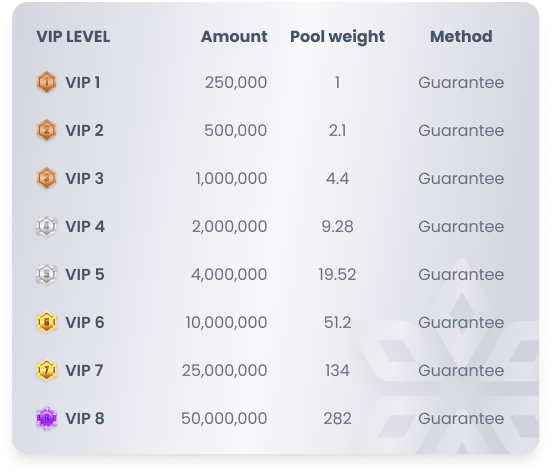 VIP LEVEL Amount Pool weight Method
1 VIP 1 250,000 1 Guarantee
2 VIP 2 500,000 2.1 Guarantee
3 VIP 3 1,000,000 4.4 Guarantee
4 VIP 4 2,000,000 9.28 Guarantee
5 VIP 5 4,000,000 19.52 Guarantee
6 VIP 6 10,000,000 51.2 Guarantee
7 VIP 7 25,000,000 134 Guarantee
8 VIP 8 50,000,000 282 Guarantee